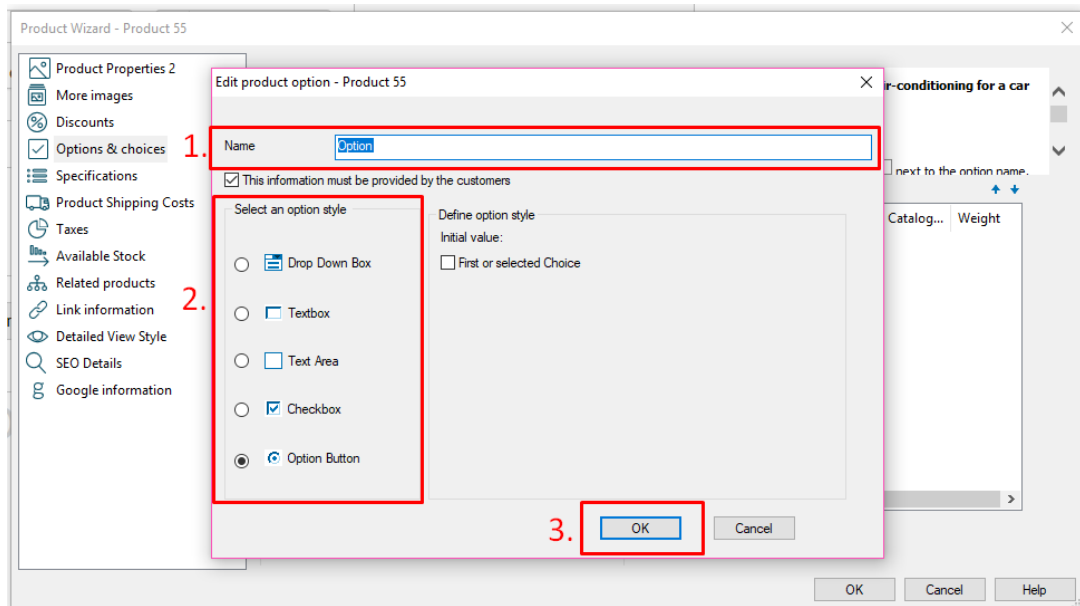 Product Wizard - Product 55
Product Properties 2
More images
Discounts
Options & choices
Specifications
Product Shipping Costs
Taxes
Available Stock
Related products
Link information
Detailed View Style
SEO Details
Google information
Edit product option - Product 55
1.
Name
Option
This information must be provided by the customers
2.
Select an option style
Drop Down Box
Textbox
Text Area
Checkbox
Option Button
Define option style
Initial value:
First or selected Choice
3.
OK
Cancel
ir-conditioning for a car
next to the option name.
Catalog... Weight
OK
Cancel
Help